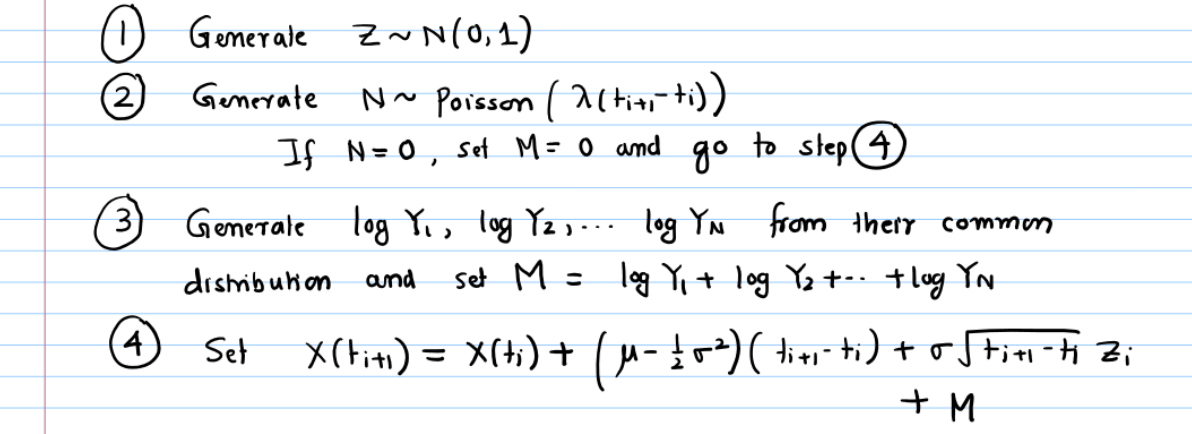 ① Generate Z ~ N(0,1)
② Generate N ~ Poisson (λ(tᵢ₊₁-tᵢ))
If N = 0, set M = 0 and go to step ④
③ Generate log Y₁, log Y₂, ... log Y_N from their common
distribution and set M = log Y₁ + log Y₂ + -- + log Y_N
④ Set X(tᵢ₊₁) = X(tᵢ) + (μ - ½σ²)(tᵢ₊₁-tᵢ) + σ√(tᵢ₊₁-tᵢ) Zᵢ
+ M